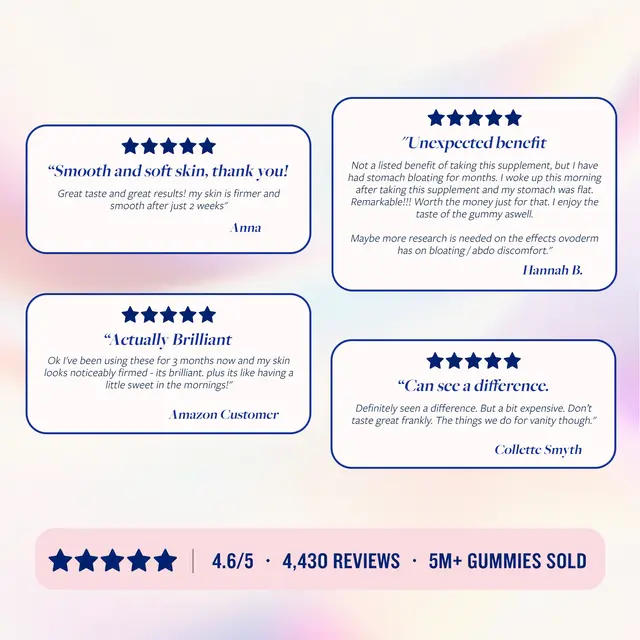 “Smooth and soft skin, thank you!
Great taste and great results! my skin is firmer and
smooth after just 2 weeks”
Anna
"Unexpected benefit
Not a listed benefit of taking this supplement, but I have
had stomach bloating for months. I woke up this morning
after taking this supplement and my stomach was flat.
Remarkable!!! Worth the money just for that. I enjoy the
taste of the gummy aswell.
Maybe more research is needed on the effects ovoderm
has on bloating / abdo discomfort.”
Hannah B.
“Actually Brilliant
Ok I’ve been using these for 3 months now and my skin
looks noticeably firmed - its brilliant. plus its like having a
little sweet in the mornings!”
Amazon Customer
“Can see a difference.
Definitely seen a difference. But a bit expensive. Don’t
taste great frankly. The things we do for vanity though.”
Collette Smyth
4.6/5 · 4,430 REVIEWS · 5M+ GUMMIES SOLD